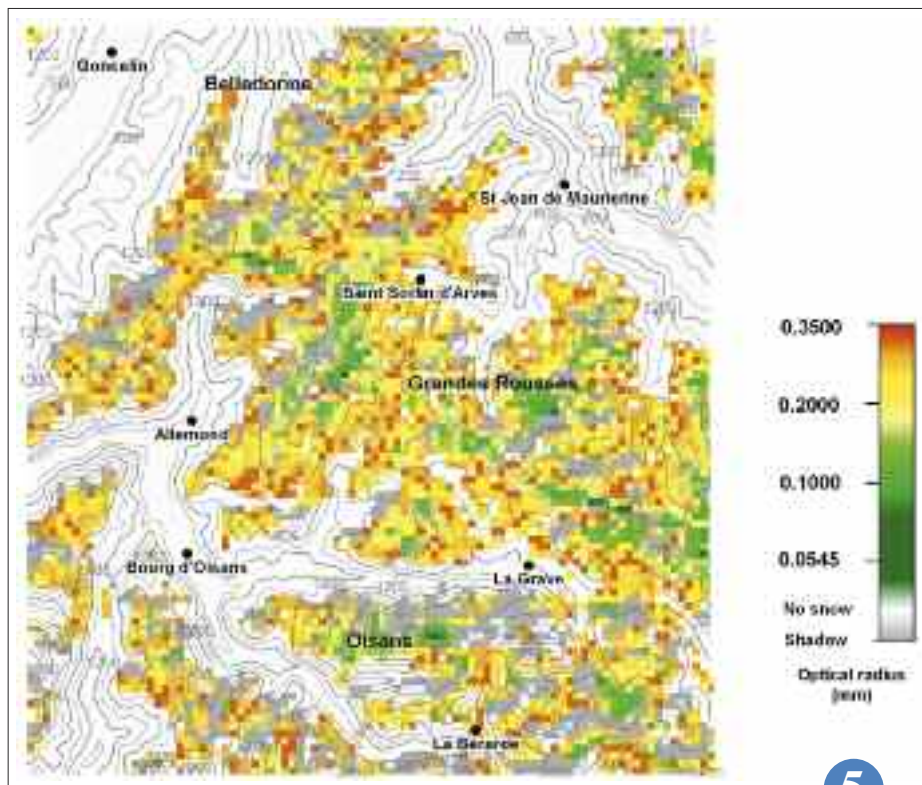 Goncelin
Belledonne
St Jean de Maurienne
Saint Sorlin d'Arves
Grandes Rousses
Allemond
Bourg d'Oisans
La Grave
Oisans
La Berarde
0.3500
0.2000
0.1000
0.0545
No snow
Shadow
Optical radius
(mm)
5